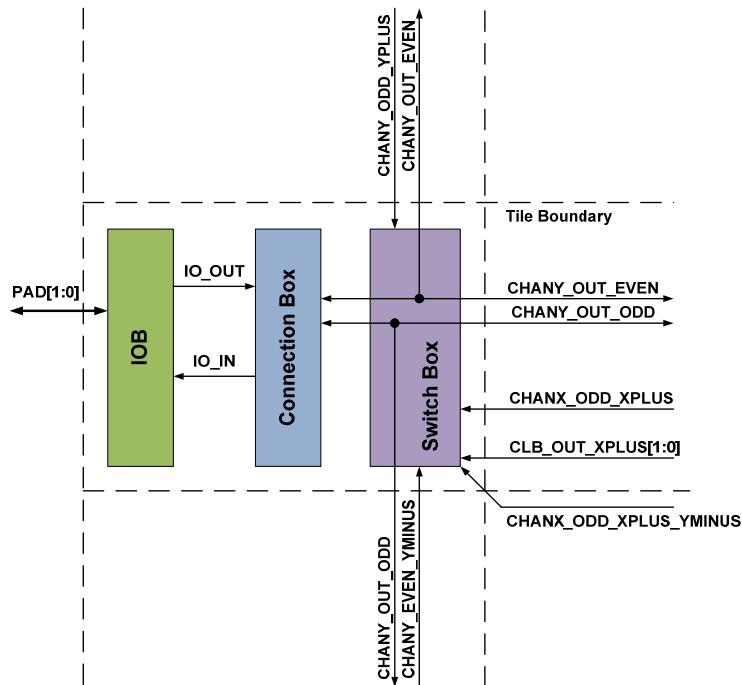 CHANY_ODD_YPLUS
CHANY_OUT_EVEN
Tile Boundary
IO_OUT
PAD[1:0]
CHANY_OUT_EVEN
CHANY_OUT_ODD
IOB
Connection Box
Switch Box
IO_IN
CHANX_ODD_XPLUS
CLB_OUT_XPLUS[1:0]
CHANX_ODD_XPLUS_YMINUS
CHANY_OUT_ODD
CHANY_EVEN_YMINUS